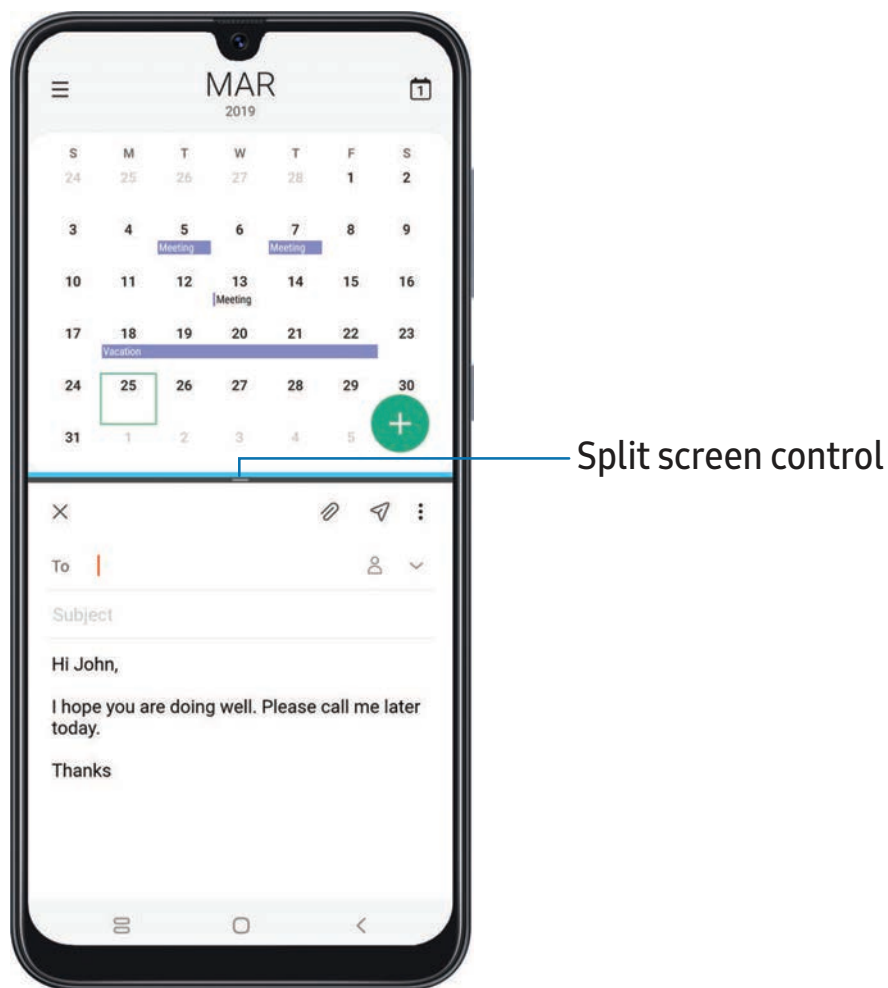 MAR
1
2019
S M T W T F S
24 25 26 27 28 1 2
3 4 5 6 7 8 9
Meeting Meeting
10 11 12 13 14 15 16
Meeting
17 18 19 20 21 22 23
Vacation
24 25 26 27 28 29 30
31 1 2 3 4 5
Split screen control
To
Subject
Hi John,
I hope you are doing well. Please call me later
today.
Thanks